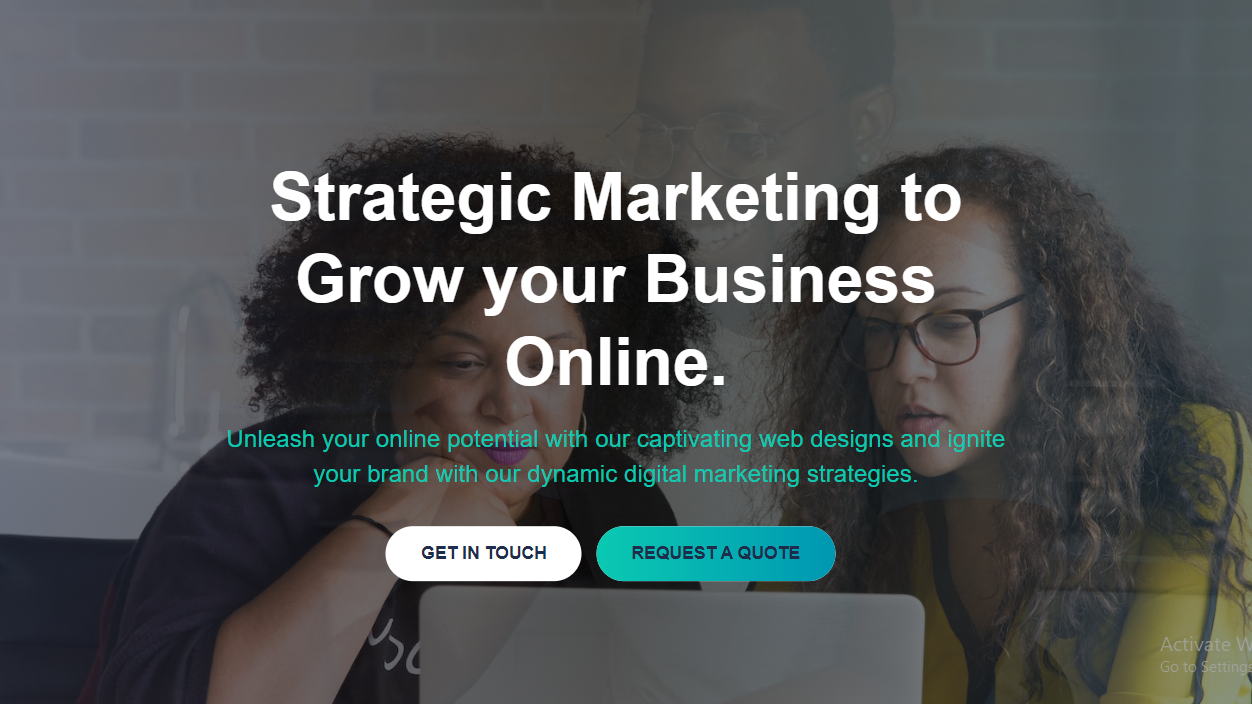 Strategic Marketing to
Grow your Business
Online.
Unleash your online potential with our captivating web designs and ignite
your brand with our dynamic digital marketing strategies.
GET IN TOUCH
REQUEST A QUOTE
Activate W
Go to Settings